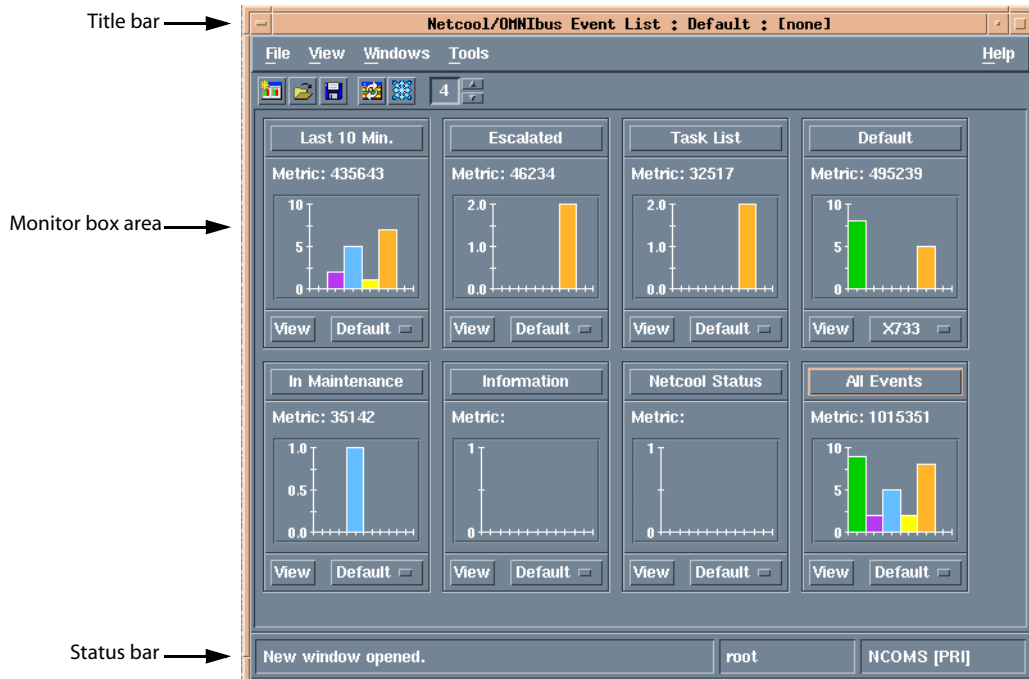 Title bar
Netcool/OMNIbus Event List : Default : [none]
File View Windows Tools Help
4
Last 10 Min. Escalated Task List Default
Metric: 435643 Metric: 46234 Metric: 32517 Metric: 495239
Monitor box area
10 2.0 2.0 10
5 1.0 1.0 5
0 0.0 0.0 0
View Default View Default View Default View X733
In Maintenance Information Netcool Status All Events
Metric: 35142 Metric: Metric: Metric: 1015351
1.0 1 1 10
0.5 5
0.0 0 0 0
View Default View Default View Default View Default
Status bar
New window opened. root NCOMS [PRI]